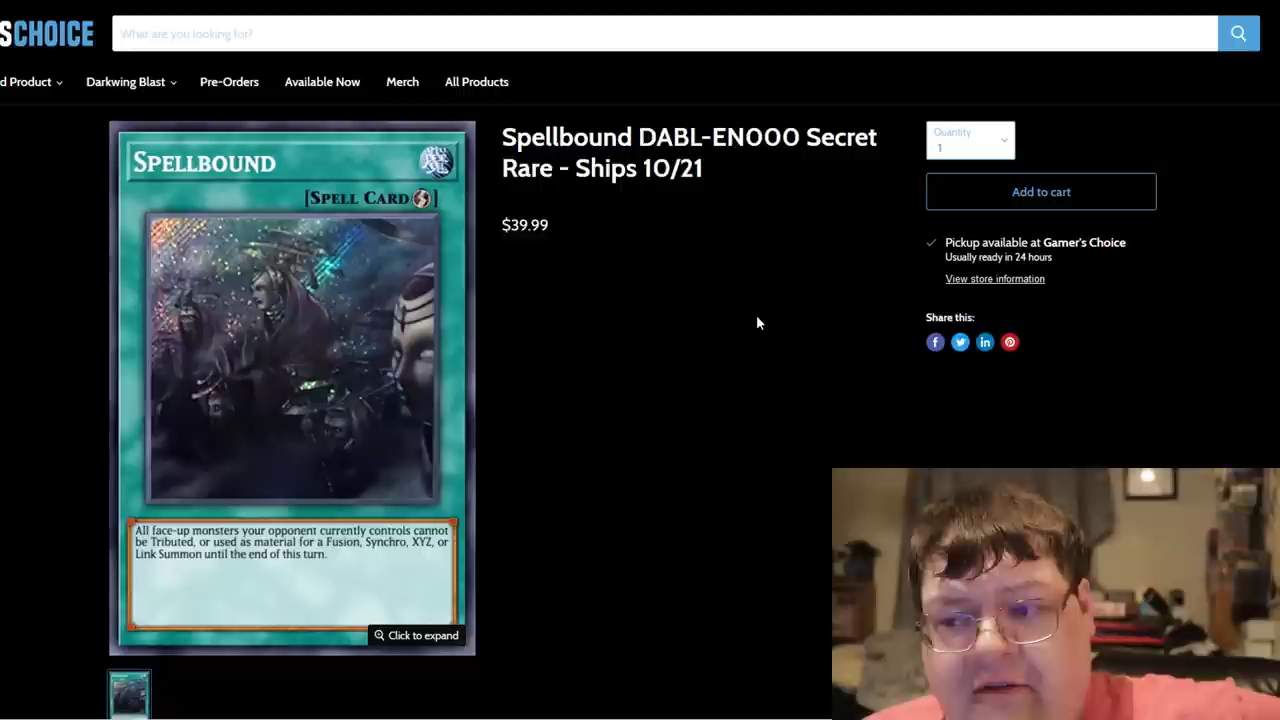 SCHOICE
What are you looking for?
d Product
Darkwing Blast
Pre-Orders
Available Now
Merch
All Products
SPELLBOUND
[SPELL CARD]
All face-up monsters your opponent currently controls cannot
be Tributed, or used as material for a Fusion, Synchro, XYZ, or
Link Summon until the end of this turn.
Click to expand
Spellbound DABL-EN000 Secret
Rare - Ships 10/21
$39.99
Quantity
1
Add to cart
Pickup available at Gamer's Choice
Usually ready in 24 hours
View store information
Share this: